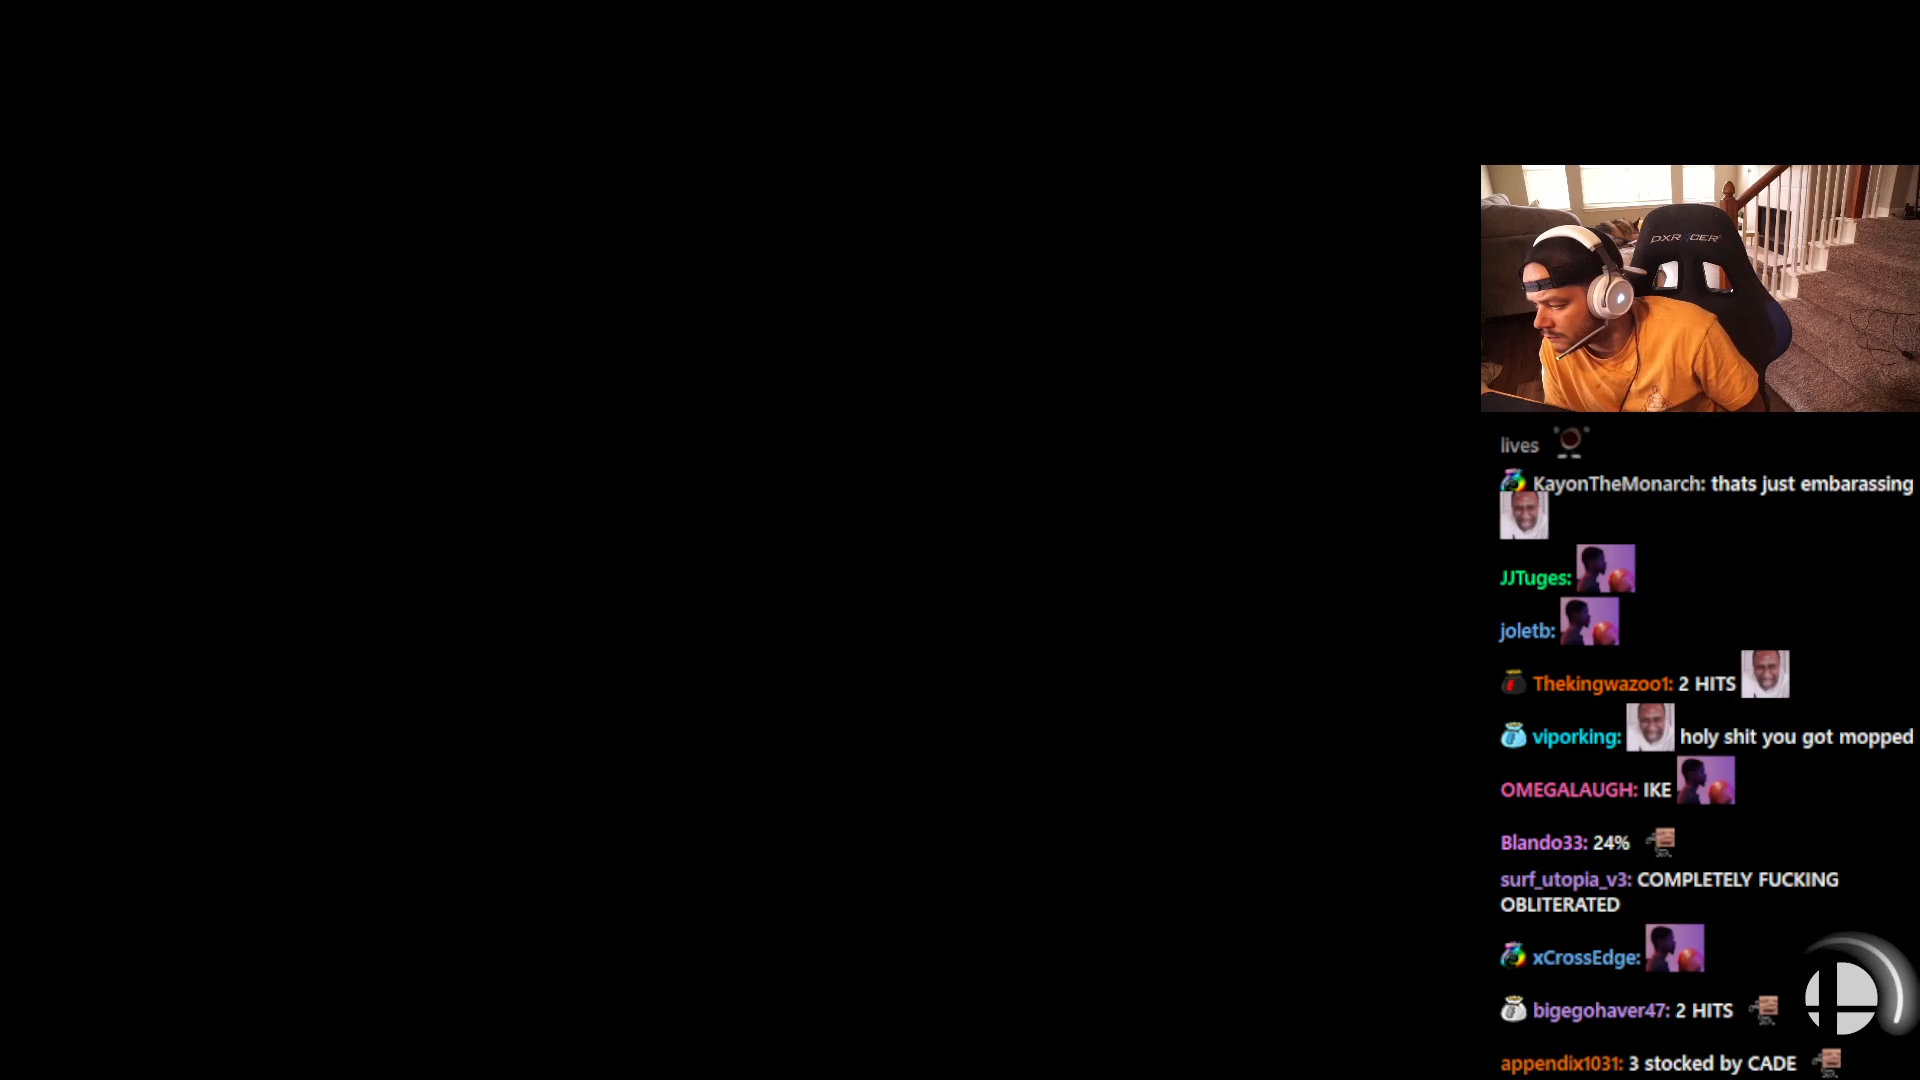 DXRACER
lives
KayonTheMonarch: thats just embarassing
JJTuges:
joletb:
Thekingwazoo1: 2 HITS
viporking: holy shit you got mopped
OMEGALAUGH: IKE
Blando33: 24%
surf_utopia_v3: COMPLETELY FUCKING
OBLITERATED
xCrossEdge:
bigegohaver47: 2 HITS
appendix1031: 3 stocked by CADE